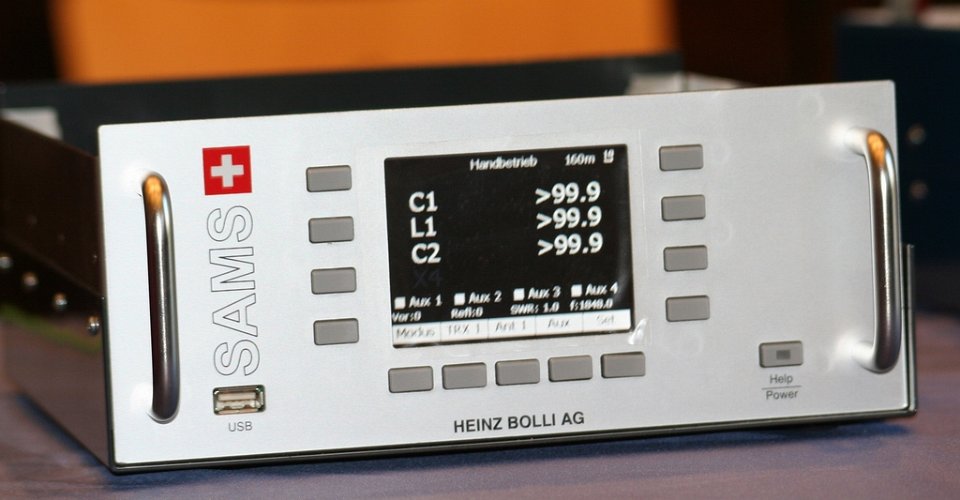 SAMS
Handbetrieb 160m
C1 >99.9
L1 >99.9
C2 >99.9
X4
Aux 1 Aux 2 Aux 3 Aux 4
Vor:0 Refl:0 SWR: 1.0 f:1840.0
Modus TRX 1 Ant 1 Aux Set
USB
Help
Power
HEINZ BOLLI AG